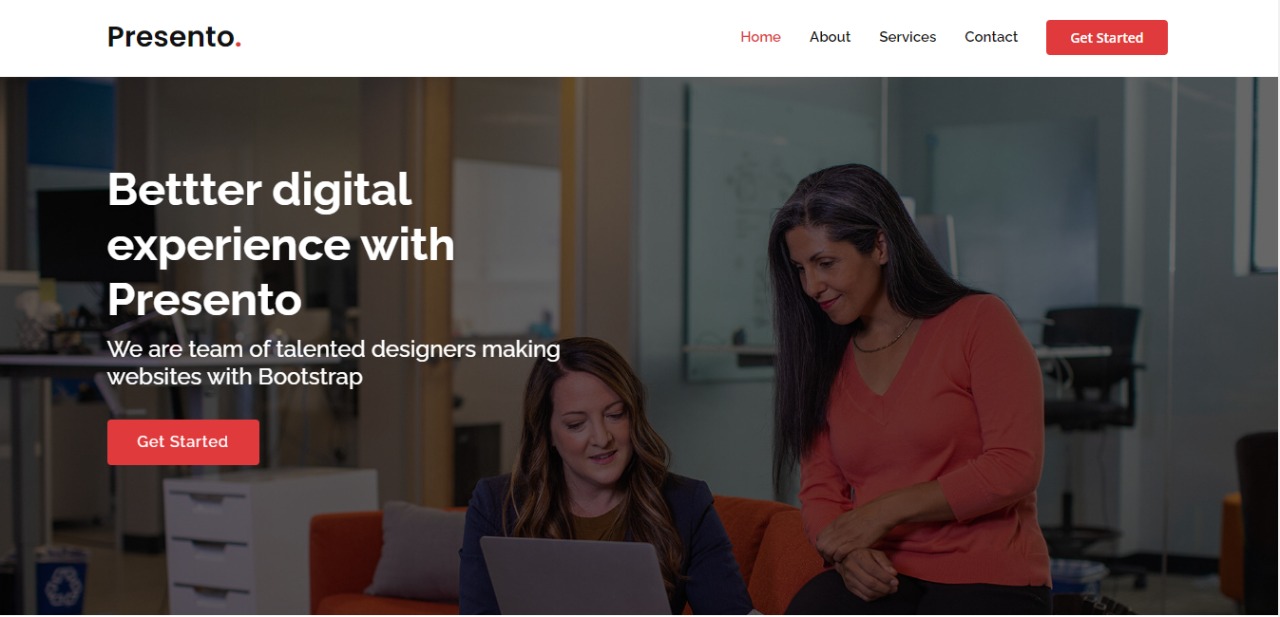 Presento.
Home About Services Contact Get Started
Bettter digital
experience with
Presento
We are team of talented designers making
websites with Bootstrap
Get Started